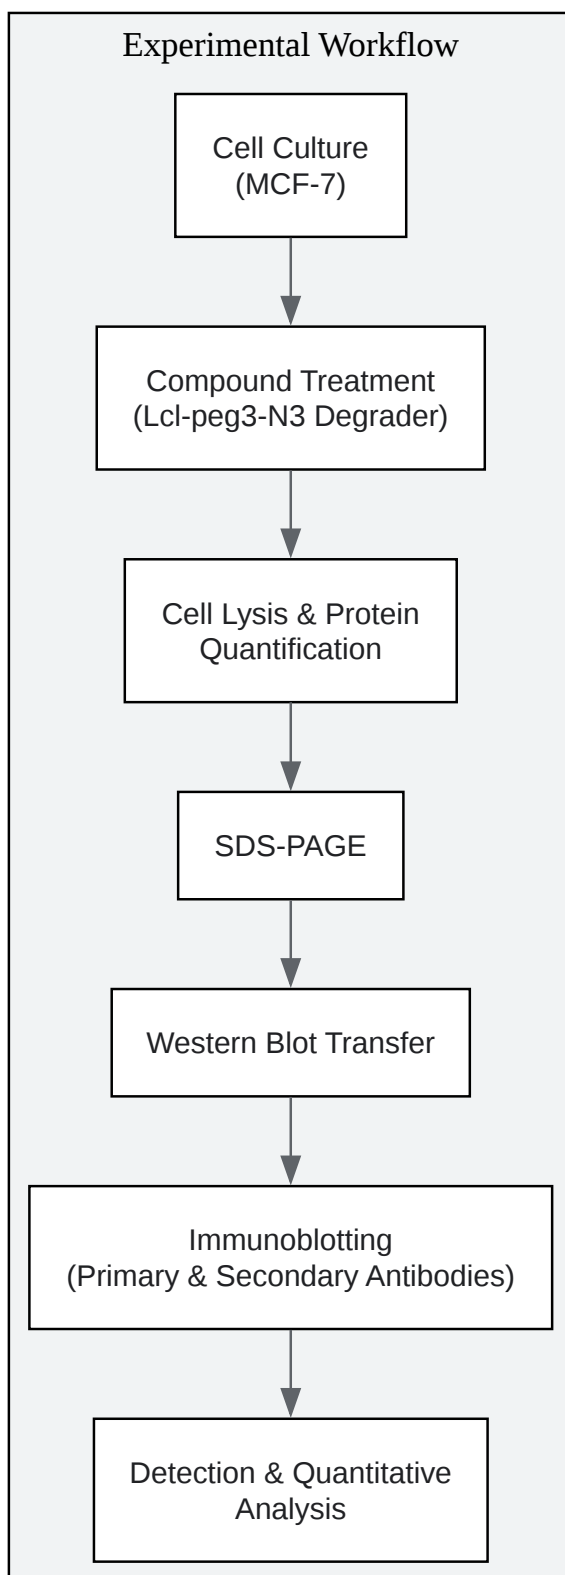 Experimental Workflow
Cell Culture
(MCF-7)
Compound Treatment
(Lcl-peg3-N3 Degrader)
Cell Lysis & Protein
Quantification
SDS-PAGE
Western Blot Transfer
Immunoblotting
(Primary & Secondary Antibodies)
Detection & Quantitative
Analysis